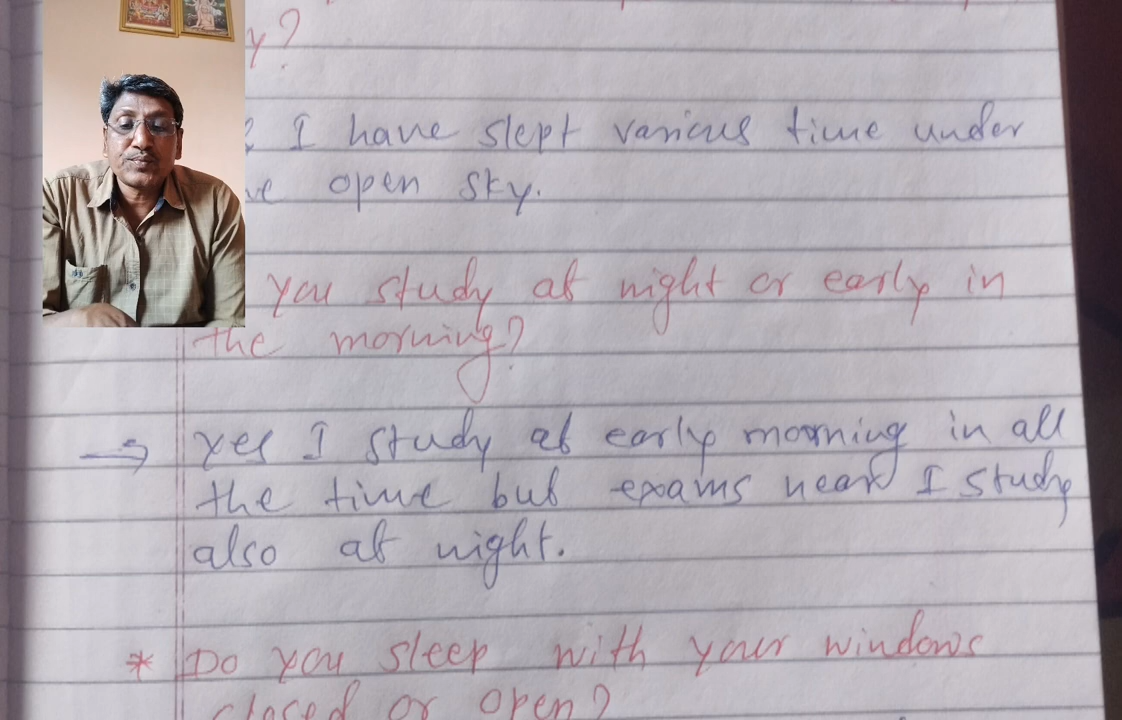 y?
I have slept various time under
open sky.
you study at night or early in
the morning?
→ yes I study at early morning in all
the time but exams near I study
also at night.
* Do you sleep with your windows
closed or open?